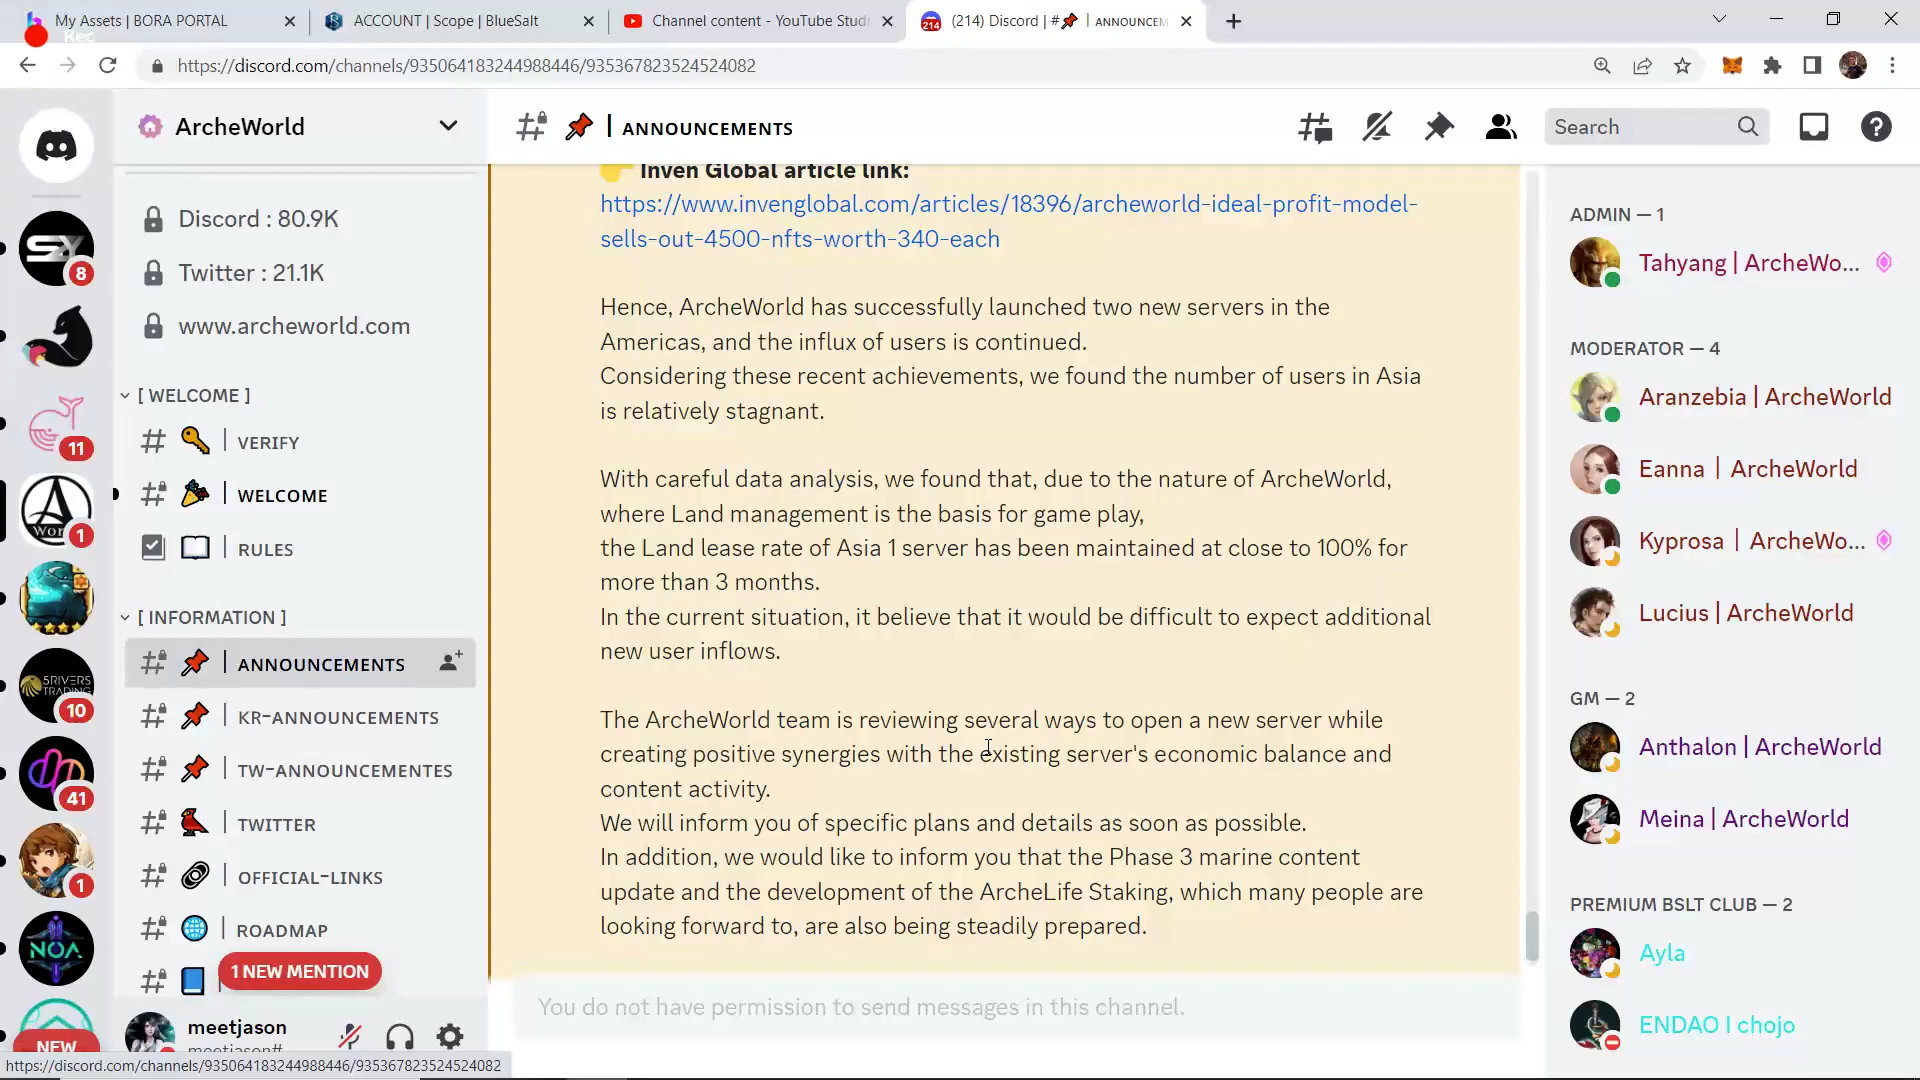 My Assets | BORA PORTAL
ACCOUNT | Scope | BlueSalt
Channel content - YouTube Stud
(214) Discord | # | ANNOUNCEM
Rec
214
https://discord.com/channels/935064183244988446/935367823524524082
ArcheWorld
| ANNOUNCEMENTS
Search
Discord : 80.9K
Twitter : 21.1K
www.archeworld.com
[ WELCOME ]
| VERIFY
| WELCOME
| RULES
[ INFORMATION ]
| ANNOUNCEMENTS
| KR-ANNOUNCEMENTS
| TW-ANNOUNCEMENTES
| TWITTER
| OFFICIAL-LINKS
| ROADMAP
1 NEW MENTION
meetjason
meetjason#
8
11
1
5RIVERS
TRADING
10
41
1
NOA
NEW
Inven Global article link:
https://www.invenglobal.com/articles/18396/archeworld-ideal-profit-model-
sells-out-4500-nfts-worth-340-each
Hence, ArcheWorld has successfully launched two new servers in the
Americas, and the influx of users is continued.
Considering these recent achievements, we found the number of users in Asia
is relatively stagnant.
With careful data analysis, we found that, due to the nature of ArcheWorld,
where Land management is the basis for game play,
the Land lease rate of Asia 1 server has been maintained at close to 100% for
more than 3 months.
In the current situation, it believe that it would be difficult to expect additional
new user inflows.
The ArcheWorld team is reviewing several ways to open a new server while
creating positive synergies with the existing server's economic balance and
content activity.
We will inform you of specific plans and details as soon as possible.
In addition, we would like to inform you that the Phase 3 marine content
update and the development of the ArcheLife Staking, which many people are
looking forward to, are also being steadily prepared.
You do not have permission to send messages in this channel.
ADMIN — 1
Tahyang | ArcheWo...
MODERATOR — 4
Aranzebia | ArcheWorld
Eanna | ArcheWorld
Kyprosa | ArcheWo...
Lucius | ArcheWorld
GM — 2
Anthalon | ArcheWorld
Meina | ArcheWorld
PREMIUM BSLT CLUB — 2
Ayla
ENDAO I chojo
https://discord.com/channels/935064183244988446/935367823524524082